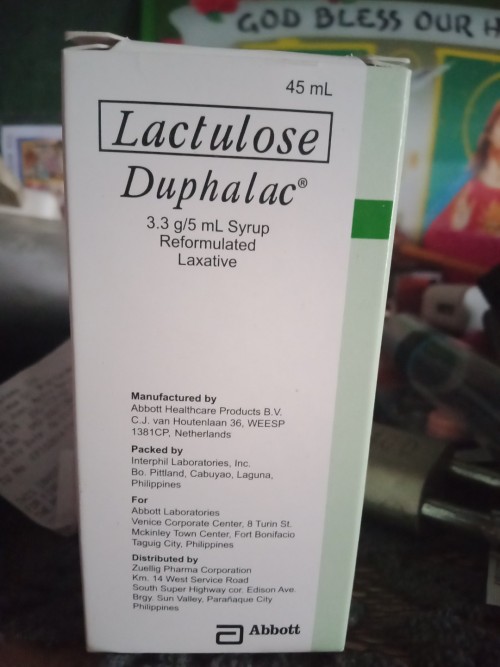 GOD BLESS OUR H
45 mL
Lactulose
Duphalac®
3.3 g/5 mL Syrup
Reformulated
Laxative
Manufactured by
Abbott Healthcare Products B.V.
C.J. van Houtenlaan 36, WEESP
1381CP, Netherlands
Packed by
Interphil Laboratories, Inc.
Bo. Pittland, Cabuyao, Laguna,
Philippines
For
Abbott Laboratories
Venice Corporate Center, 8 Turin St.
Mckinley Town Center, Fort Bonifacio
Taguig City, Philippines
Distributed by
Zuellig Pharma Corporation
Km. 14 West Service Road
South Super Highway cor. Edison Ave.
Brgy. Sun Valley, Parañaque City
Philippines
Abbott